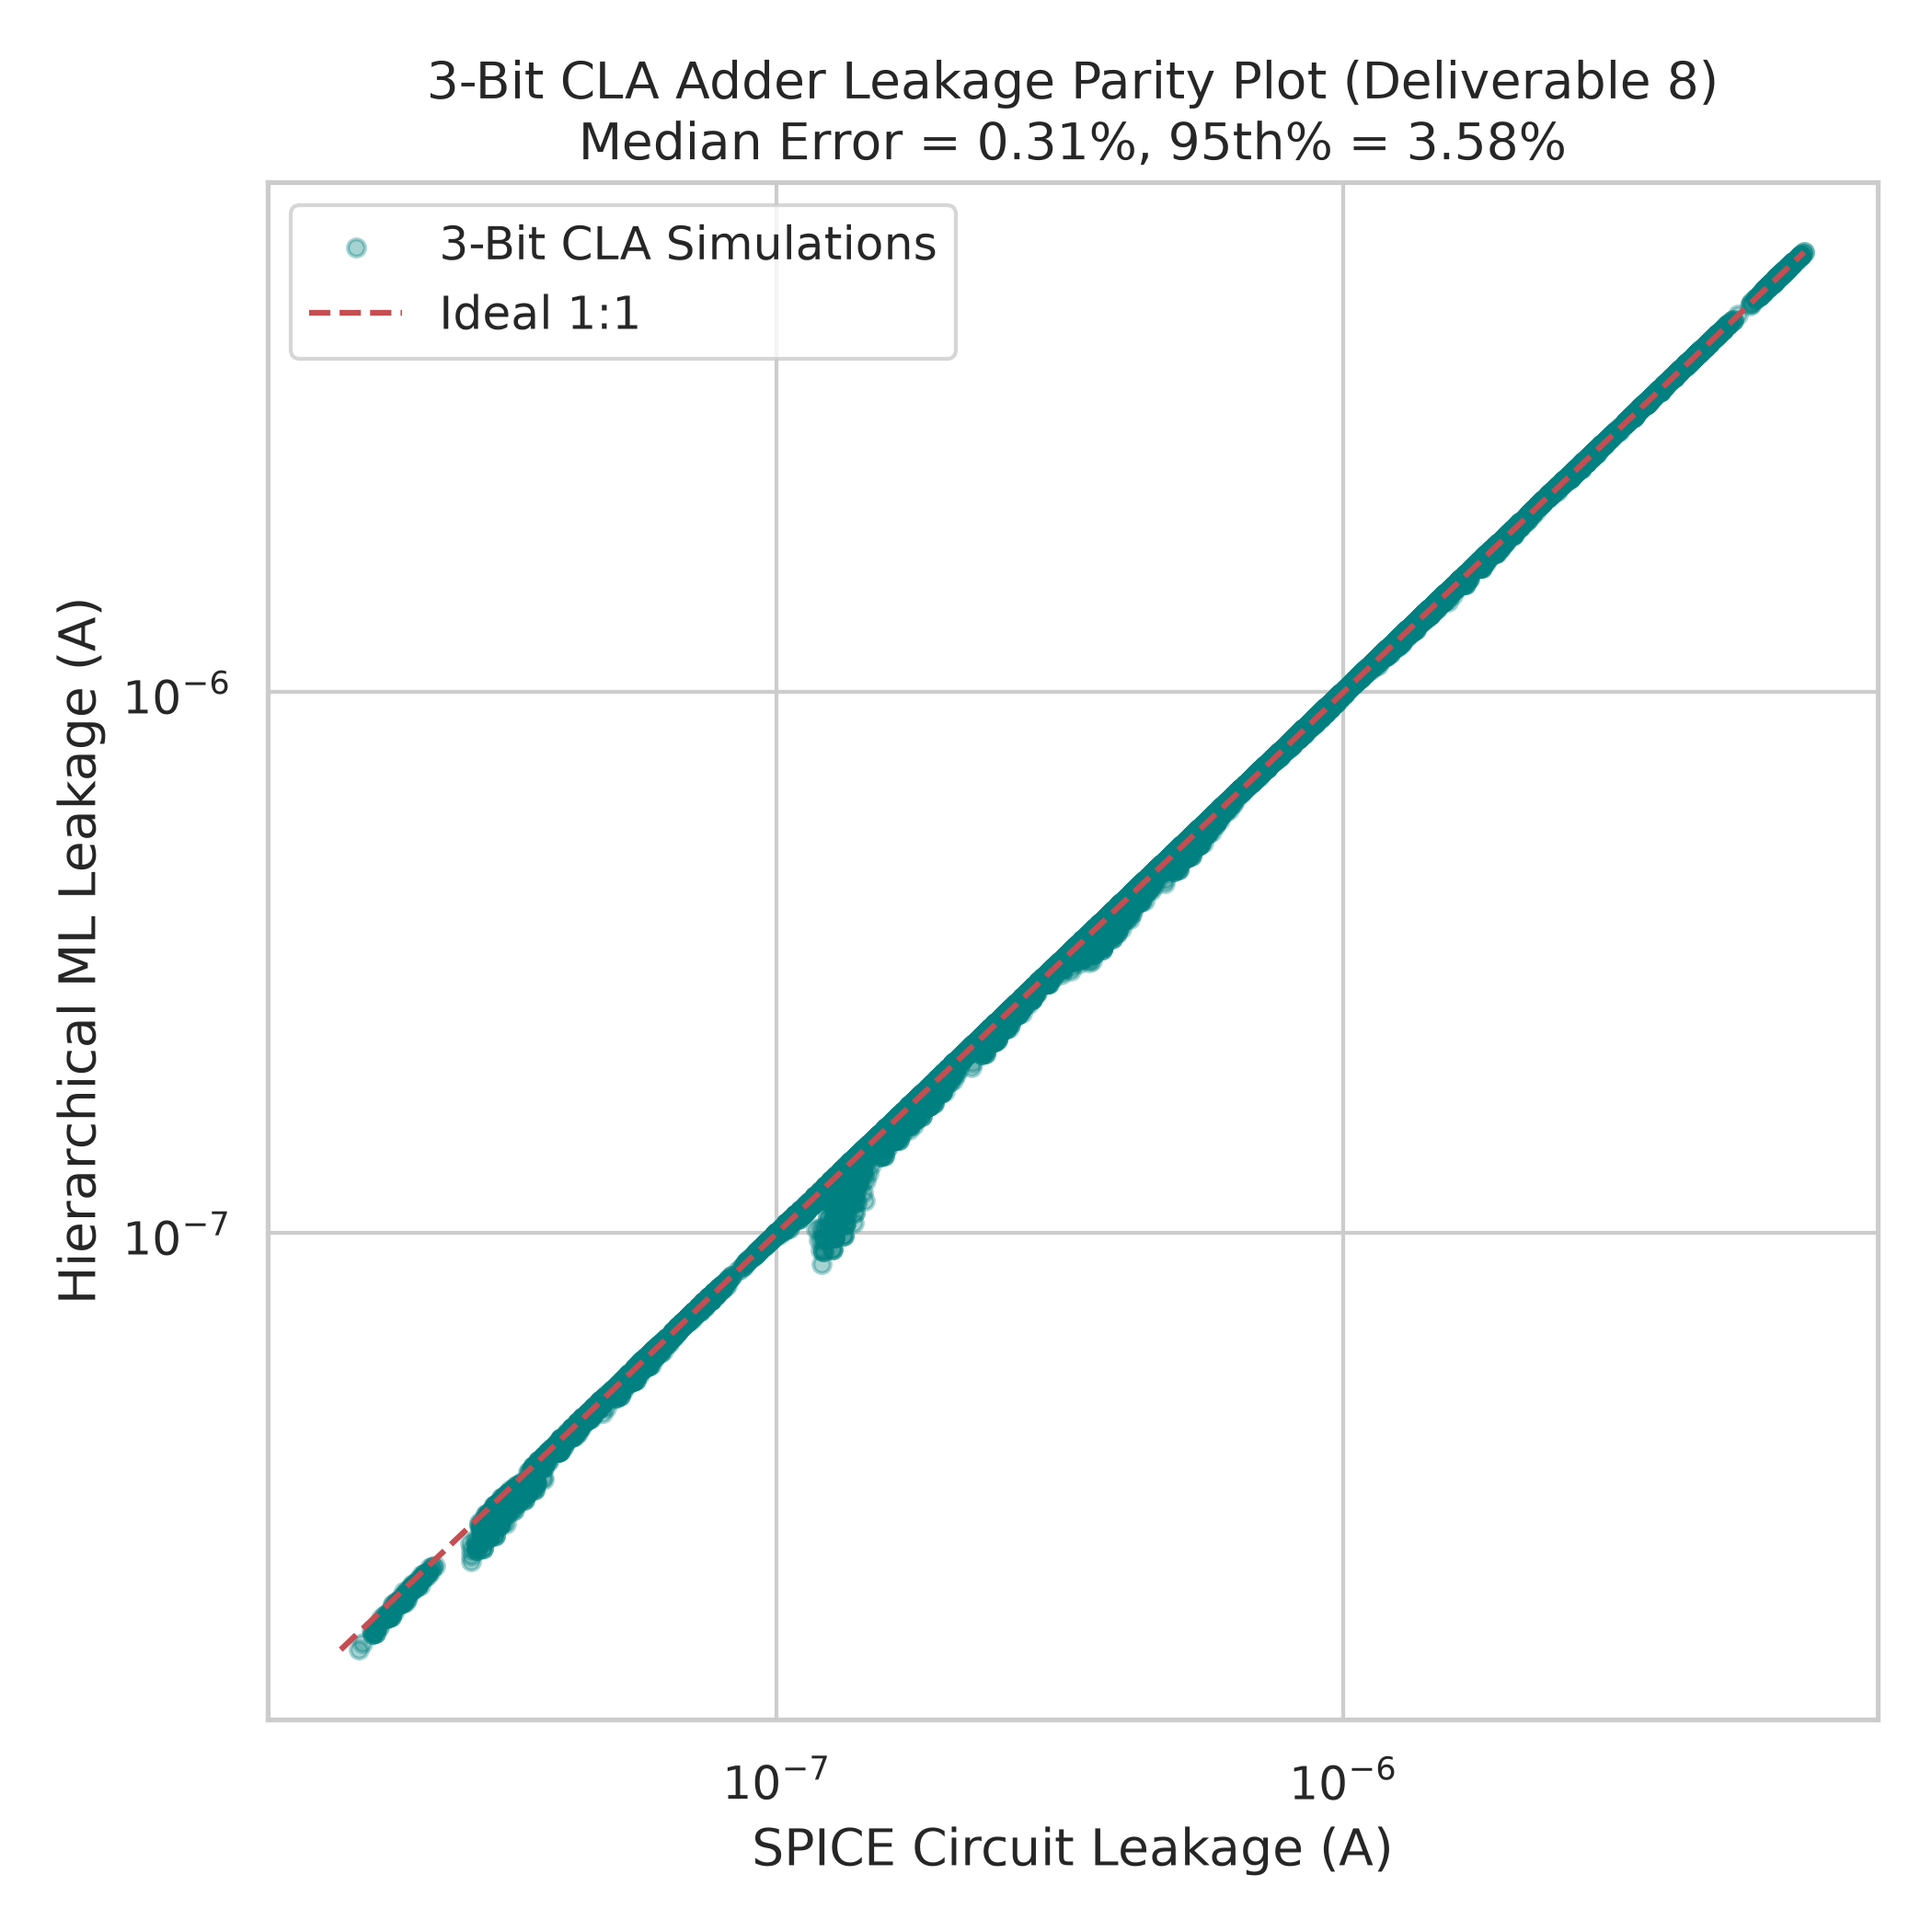 3-Bit CLA Adder Leakage Parity Plot (Deliverable 8)
Median Error = 0.31%, 95th% = 3.58%
3-Bit CLA Simulations
Ideal 1:1
Hierarchical ML Leakage (A)
10⁻⁶
10⁻⁷
10⁻⁷
10⁻⁶
SPICE Circuit Leakage (A)